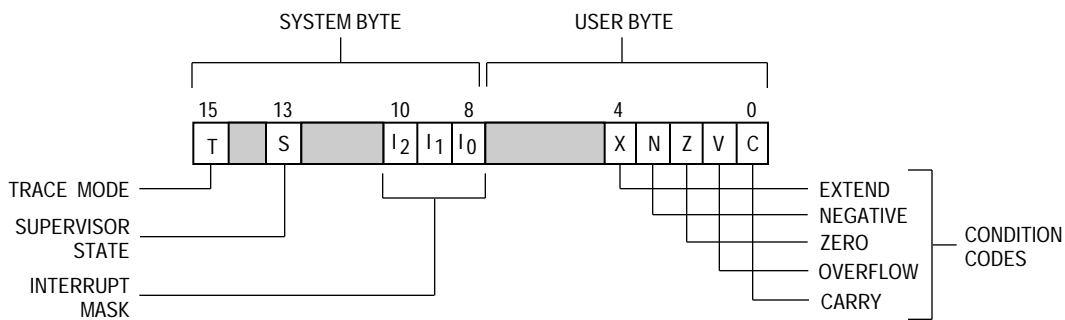 SYSTEM BYTE USER BYTE
15 13 10 8 4 0
T S I2 I1 I0 X N Z V C
TRACE MODE
SUPERVISOR
STATE
INTERRUPT
MASK
EXTEND
NEGATIVE
ZERO
OVERFLOW
CARRY
CONDITION
CODES